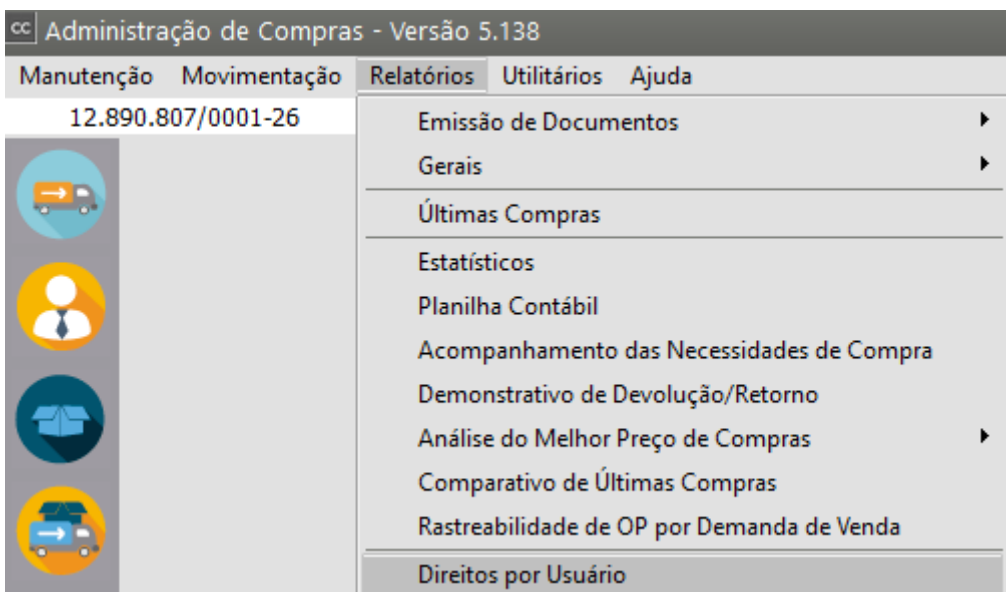 cc Administração de Compras - Versão 5.138
Manutenção Movimentação Relatórios Utilitários Ajuda
12.890.807/0001-26
Emissão de Documentos
Gerais
Últimas Compras
Estatísticos
Planilha Contábil
Acompanhamento das Necessidades de Compra
Demonstrativo de Devolução/Retorno
Análise do Melhor Preço de Compras
Comparativo de Últimas Compras
Rastreabilidade de OP por Demanda de Venda
Direitos por Usuário